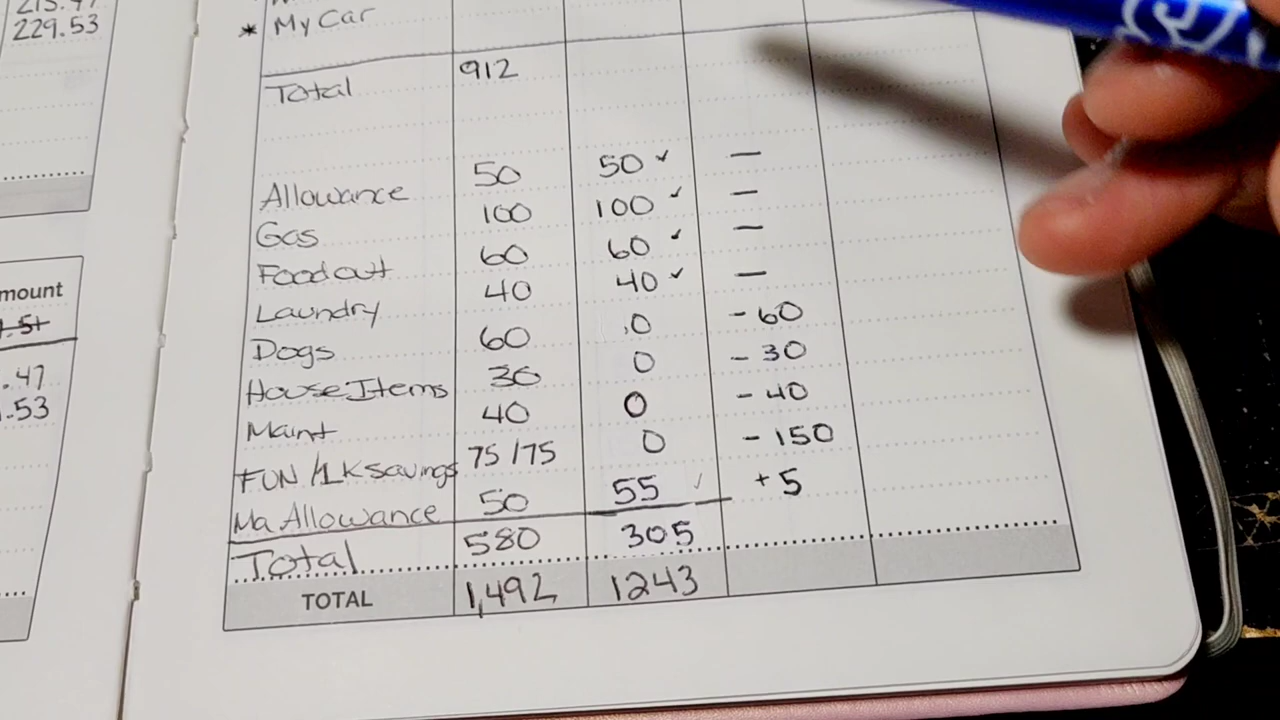 229.53
* My Car
Total 912
Allowance 50 50 ✓ —
Gas 100 100 ✓ —
Food out 60 60 ✓ —
Laundry 40 40 ✓ —
Dogs 60 0 - 60
House Items 30 0 - 30
Maint 40 0 - 40
FUN / 1K savings 75 / 75 0 - 150
Ma Allowance 50 55 ✓ + 5
Total 580 305
TOTAL 1,492 1243
mount
.47
.53